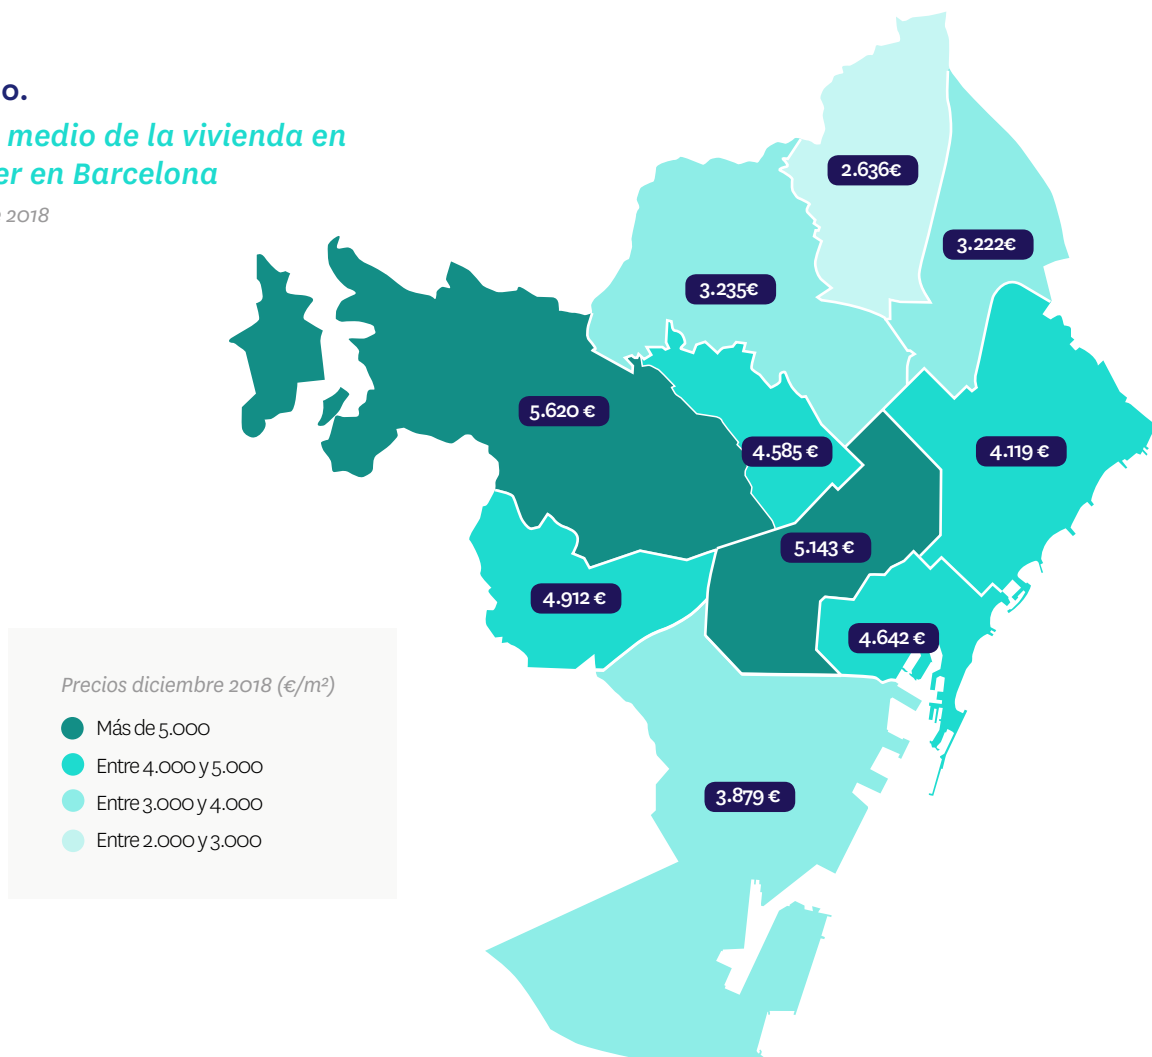 o.
medio de la vivienda en
er en Barcelona
2018
2.636€
3.222€
3.235€
5.620 €
4.585 €
4.119 €
5.143 €
4.912 €
4.642 €
3.879 €
Precios diciembre 2018 (€/m²)
Más de 5.000
Entre 4.000 y 5.000
Entre 3.000 y 4.000
Entre 2.000 y 3.000